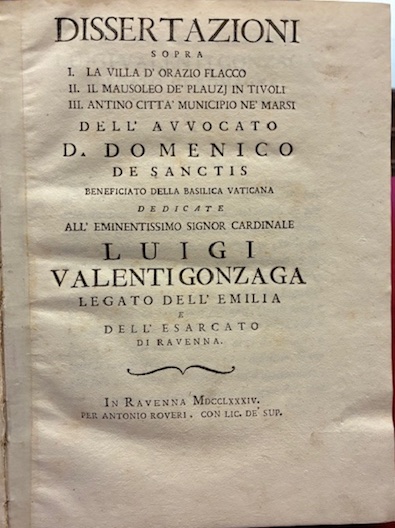 DISSERTAZIONI
SOPRA
I. LA VILLA D' ORAZIO FLACCO
II. IL MAUSOLEO DE' PLAUZJ IN TIVOLI
III. ANTINO CITTA' MUNICIPIO NE' MARSI
DELL' AVVOCATO
D. DOMENICO
DE SANCTIS
BENEFICIATO DELLA BASILICA VATICANA
DEDICATE
ALL' EMINENTISSIMO SIGNOR CARDINALE
LUIGI
VALENTI GONZAGA
LEGATO DELL' EMILIA
E
DELL' ESARCATO
DI RAVENNA.
IN RAVENNA MDCCLXXXIV.
PER ANTONIO ROVERI. CON LIC. DE' SUP.